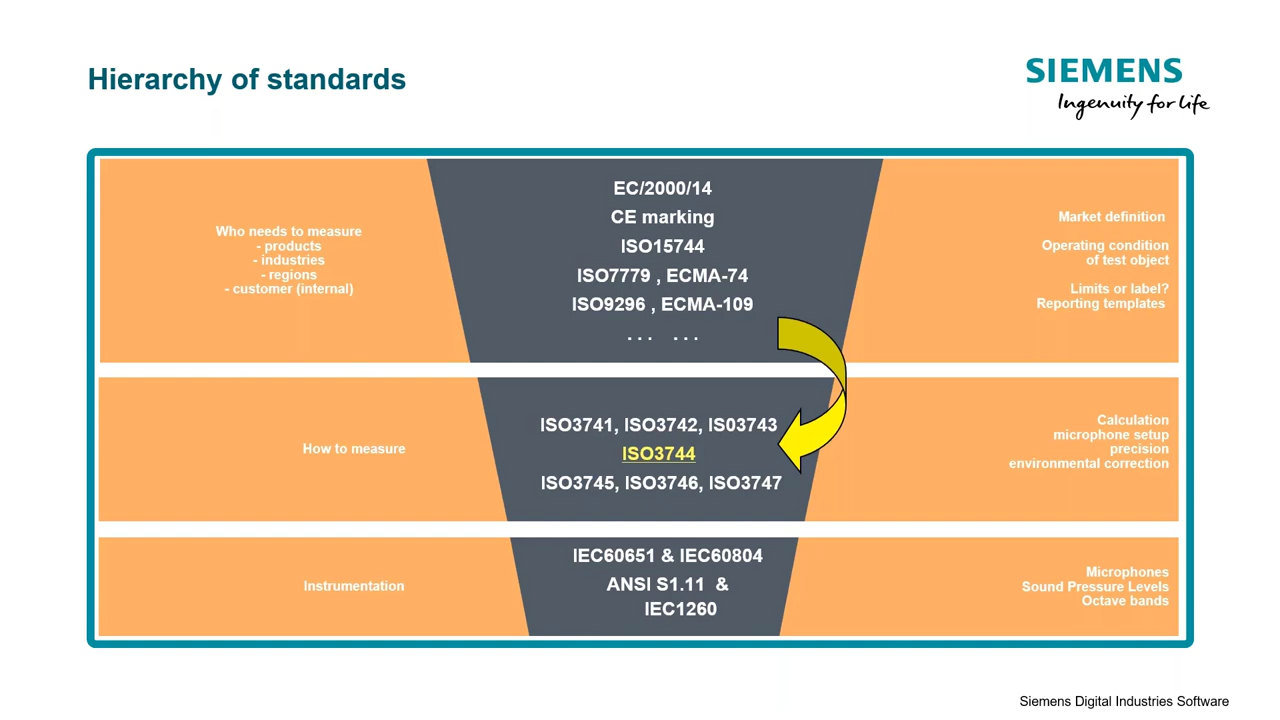 Hierarchy of standards
SIEMENS
Ingenuity for life
Who needs to measure
- products
- industries
- regions
- customer (internal)
EC/2000/14
CE marking
ISO15744
ISO7779 , ECMA-74
ISO9296 , ECMA-109
. . .   . . .
Market definition
Operating condition
of test object
Limits or label?
Reporting templates
How to measure
ISO3741, ISO3742, IS03743
ISO3744
ISO3745, ISO3746, ISO3747
Calculation
microphone setup
precision
environmental correction
Instrumentation
IEC60651 & IEC60804
ANSI S1.11 &
IEC1260
Microphones
Sound Pressure Levels
Octave bands
Siemens Digital Industries Software